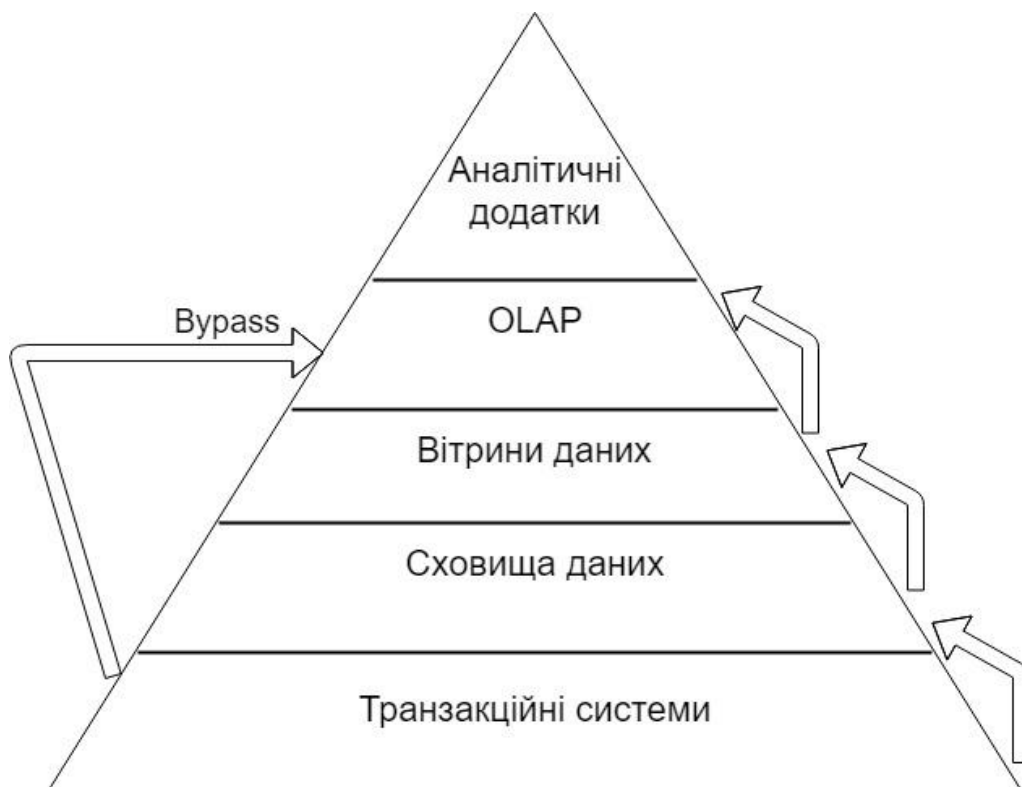 Аналітичні
додатки
OLAP
Bypass
Вітрини даних
Сховища даних
Транзакційні системи